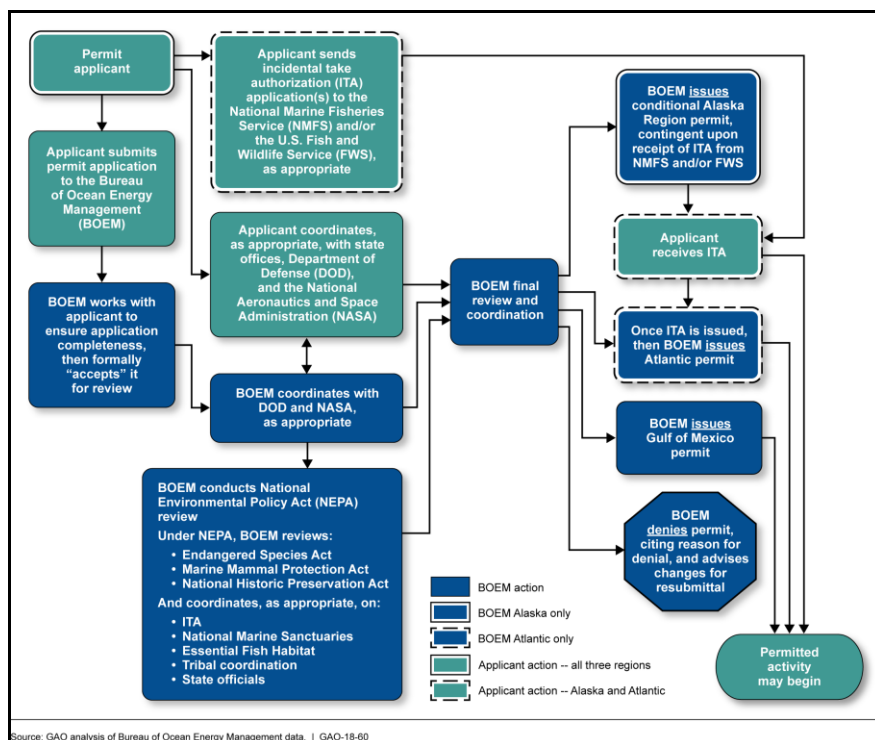 Permit
applicant
Applicant sends
incidental take
authorization (ITA)
application(s) to the
National Marine Fisheries
Service (NMFS) and/or
the U.S. Fish and
Wildlife Service (FWS),
as appropriate
BOEM issues
conditional Alaska
Region permit,
contingent upon
receipt of ITA from
NMFS and/or FWS
Applicant submits
permit application
to the Bureau
of Ocean Energy
Management
(BOEM)
Applicant coordinates,
as appropriate, with state
offices, Department of
Defense (DOD),
and the National
Aeronautics and Space
Administration (NASA)
Applicant
receives ITA
BOEM works with
applicant to
ensure application
completeness,
then formally
“accepts” it
for review
BOEM final
review and
coordination
Once ITA is issued,
then BOEM issues
Atlantic permit
BOEM coordinates with
DOD and NASA,
as appropriate
BOEM issues
Gulf of Mexico
permit
BOEM conducts National
Environmental Policy Act (NEPA)
review
Under NEPA, BOEM reviews:
• Endangered Species Act
• Marine Mammal Protection Act
• National Historic Preservation Act
And coordinates, as appropriate, on:
• ITA
• National Marine Sanctuaries
• Essential Fish Habitat
• Tribal coordination
• State officials
BOEM
denies permit,
citing reason for
denial, and advises
changes for
resubmittal
BOEM action
BOEM Alaska only
BOEM Atlantic only
Applicant action -- all three regions
Applicant action -- Alaska and Atlantic
Permitted
activity
may begin
Source: GAO analysis of Bureau of Ocean Energy Management data. | GAO-18-60